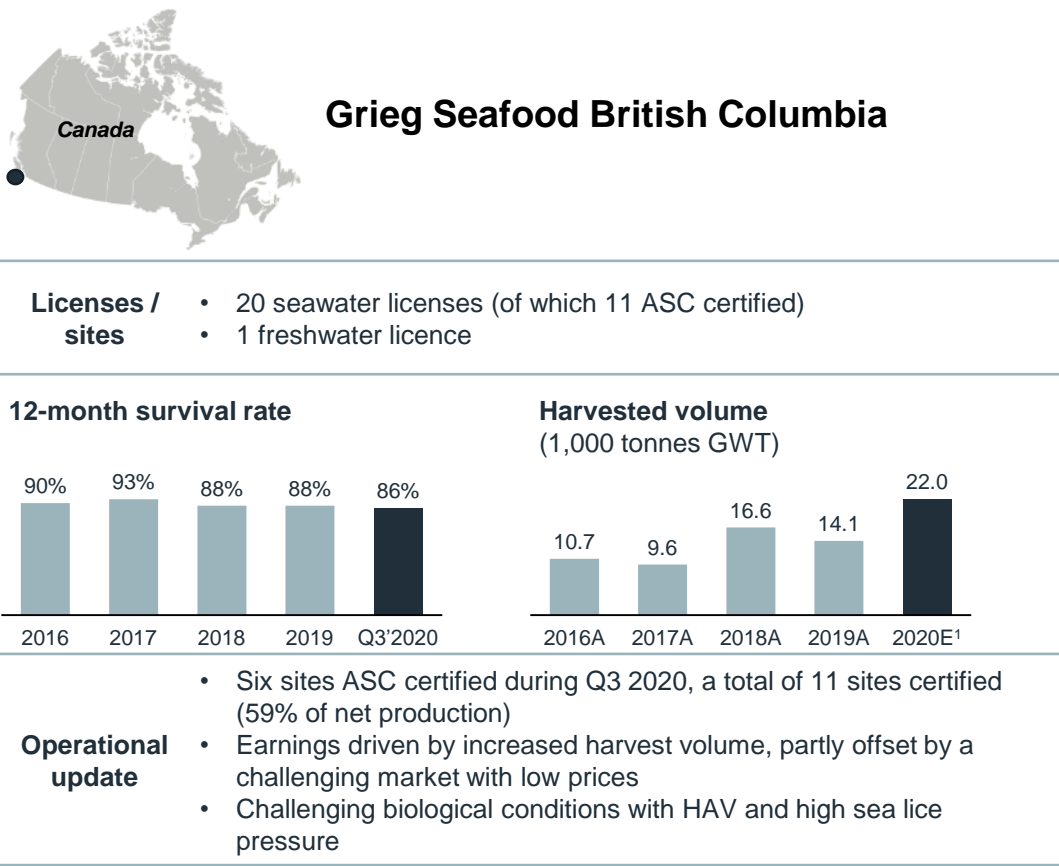 Canada
Grieg Seafood British Columbia
Licenses /
sites
• 20 seawater licenses (of which 11 ASC certified)
• 1 freshwater licence
12-month survival rate
90%
93%
88%
88%
86%
2016
2017
2018
2019
Q3'2020
Harvested volume
(1,000 tonnes GWT)
10.7
9.6
16.6
14.1
22.0
2016A
2017A
2018A
2019A
2020E¹
Operational
update
• Six sites ASC certified during Q3 2020, a total of 11 sites certified
(59% of net production)
• Earnings driven by increased harvest volume, partly offset by a
challenging market with low prices
• Challenging biological conditions with HAV and high sea lice
pressure